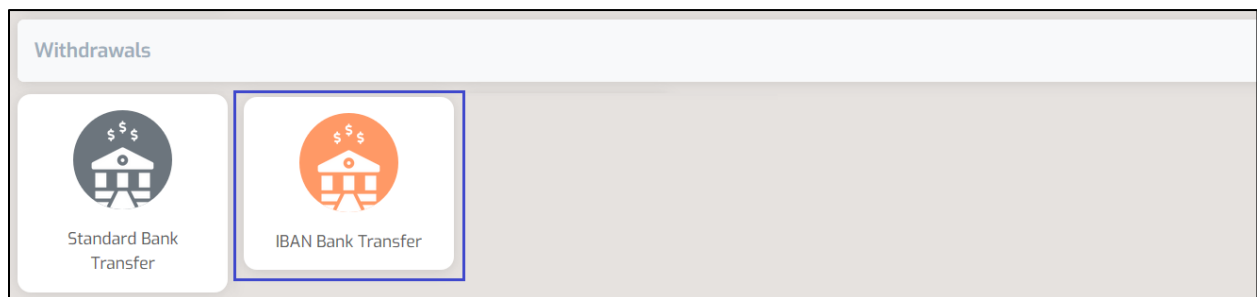 Withdrawals
$ $ $
Standard Bank
Transfer
$ $ $
IBAN Bank Transfer